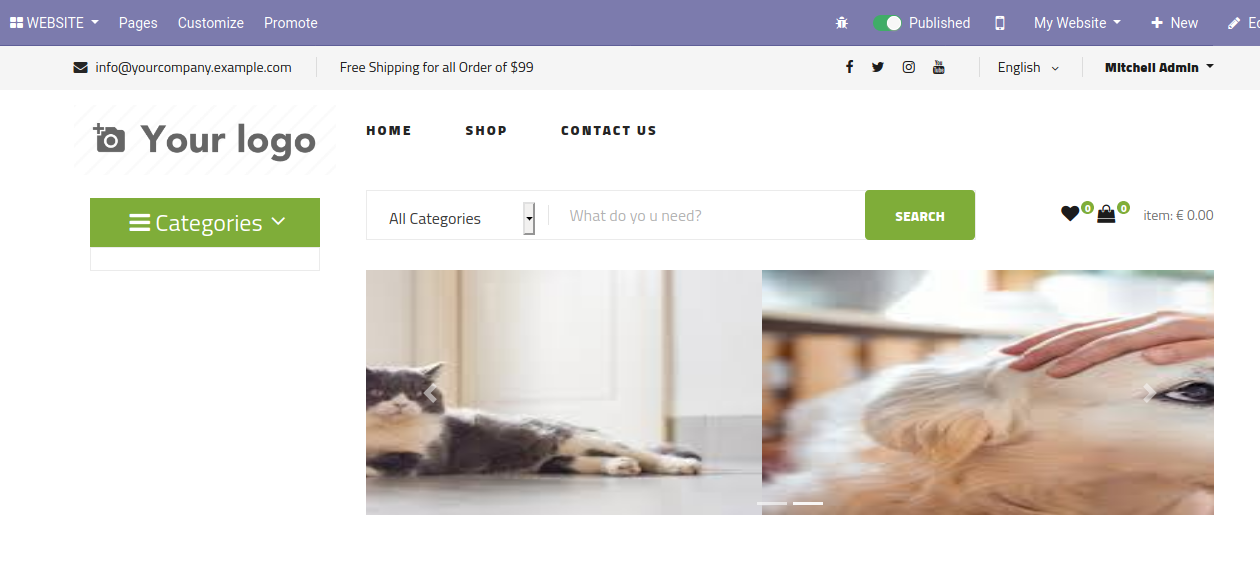 WEBSITE Pages Customize Promote Published My Website New
info@yourcompany.example.com Free Shipping for all Order of $99 You Tube English Mitchell Admin
Your logo HOME SHOP CONTACT US
Categories All Categories What do yo u need? SEARCH 0 0 item: € 0.00